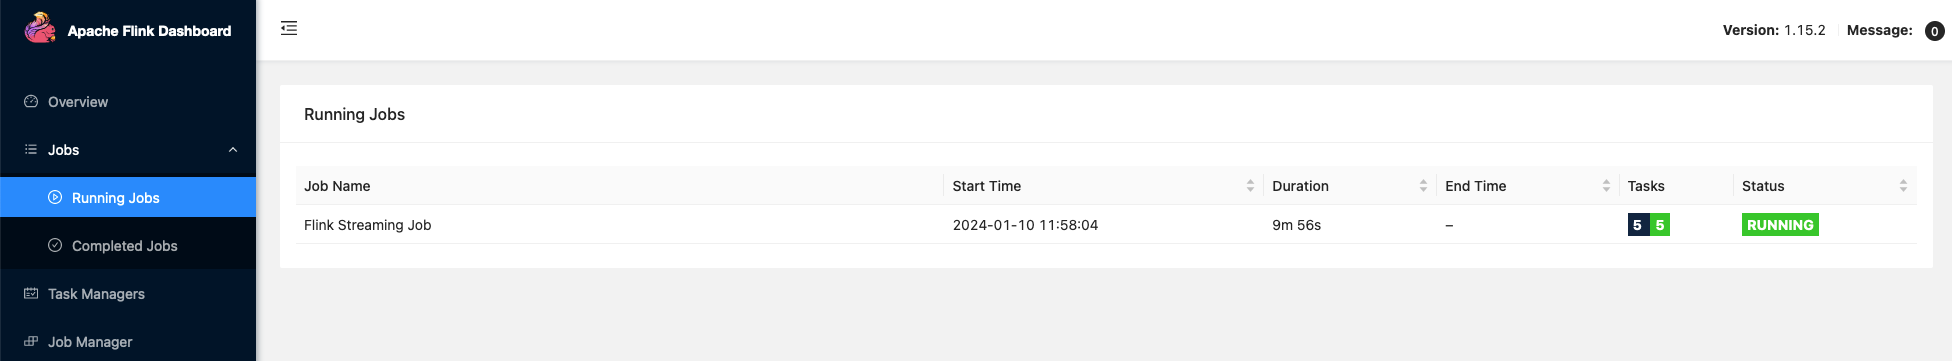 Apache Flink Dashboard
Version: 1.15.2 Message: 0
Overview
Jobs
Running Jobs
Completed Jobs
Task Managers
Job Manager
Running Jobs
Job Name Start Time Duration End Time Tasks Status
Flink Streaming Job 2024-01-10 11:58:04 9m 56s – 5 5 RUNNING